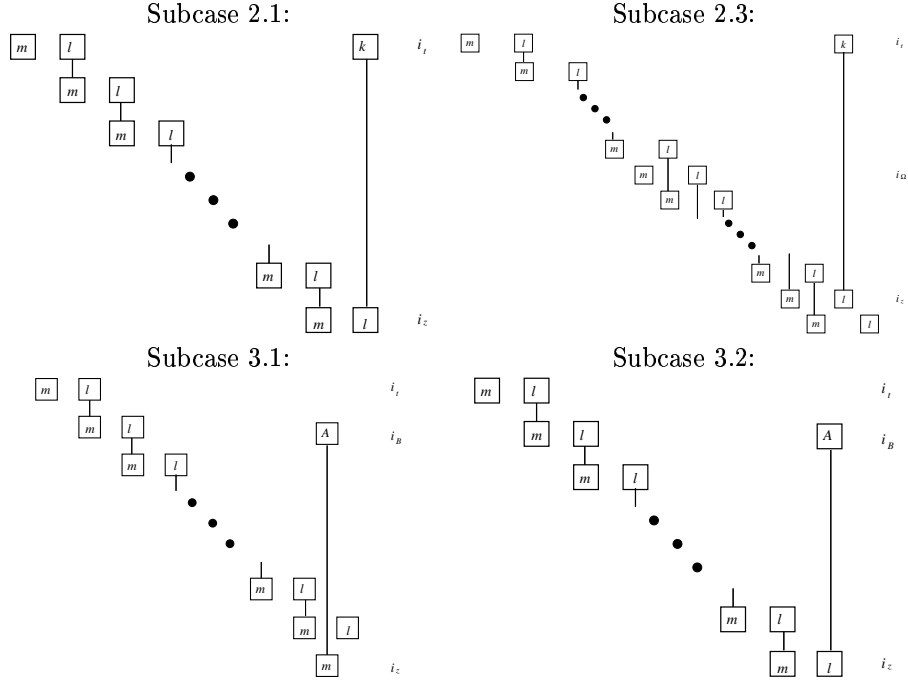 Subcase 2.1:
m l k i_t
m l
m l
m l
m l i_z
Subcase 2.3:
m l k i_t
m l
m l
m l i_Ω
m l
m l
m l i_z
m l
Subcase 3.1:
m l i_t
m l A i_B
m l
m l
m l
m i_z
Subcase 3.2:
m l i_t
m l A i_B
m l
m l
m l i_z